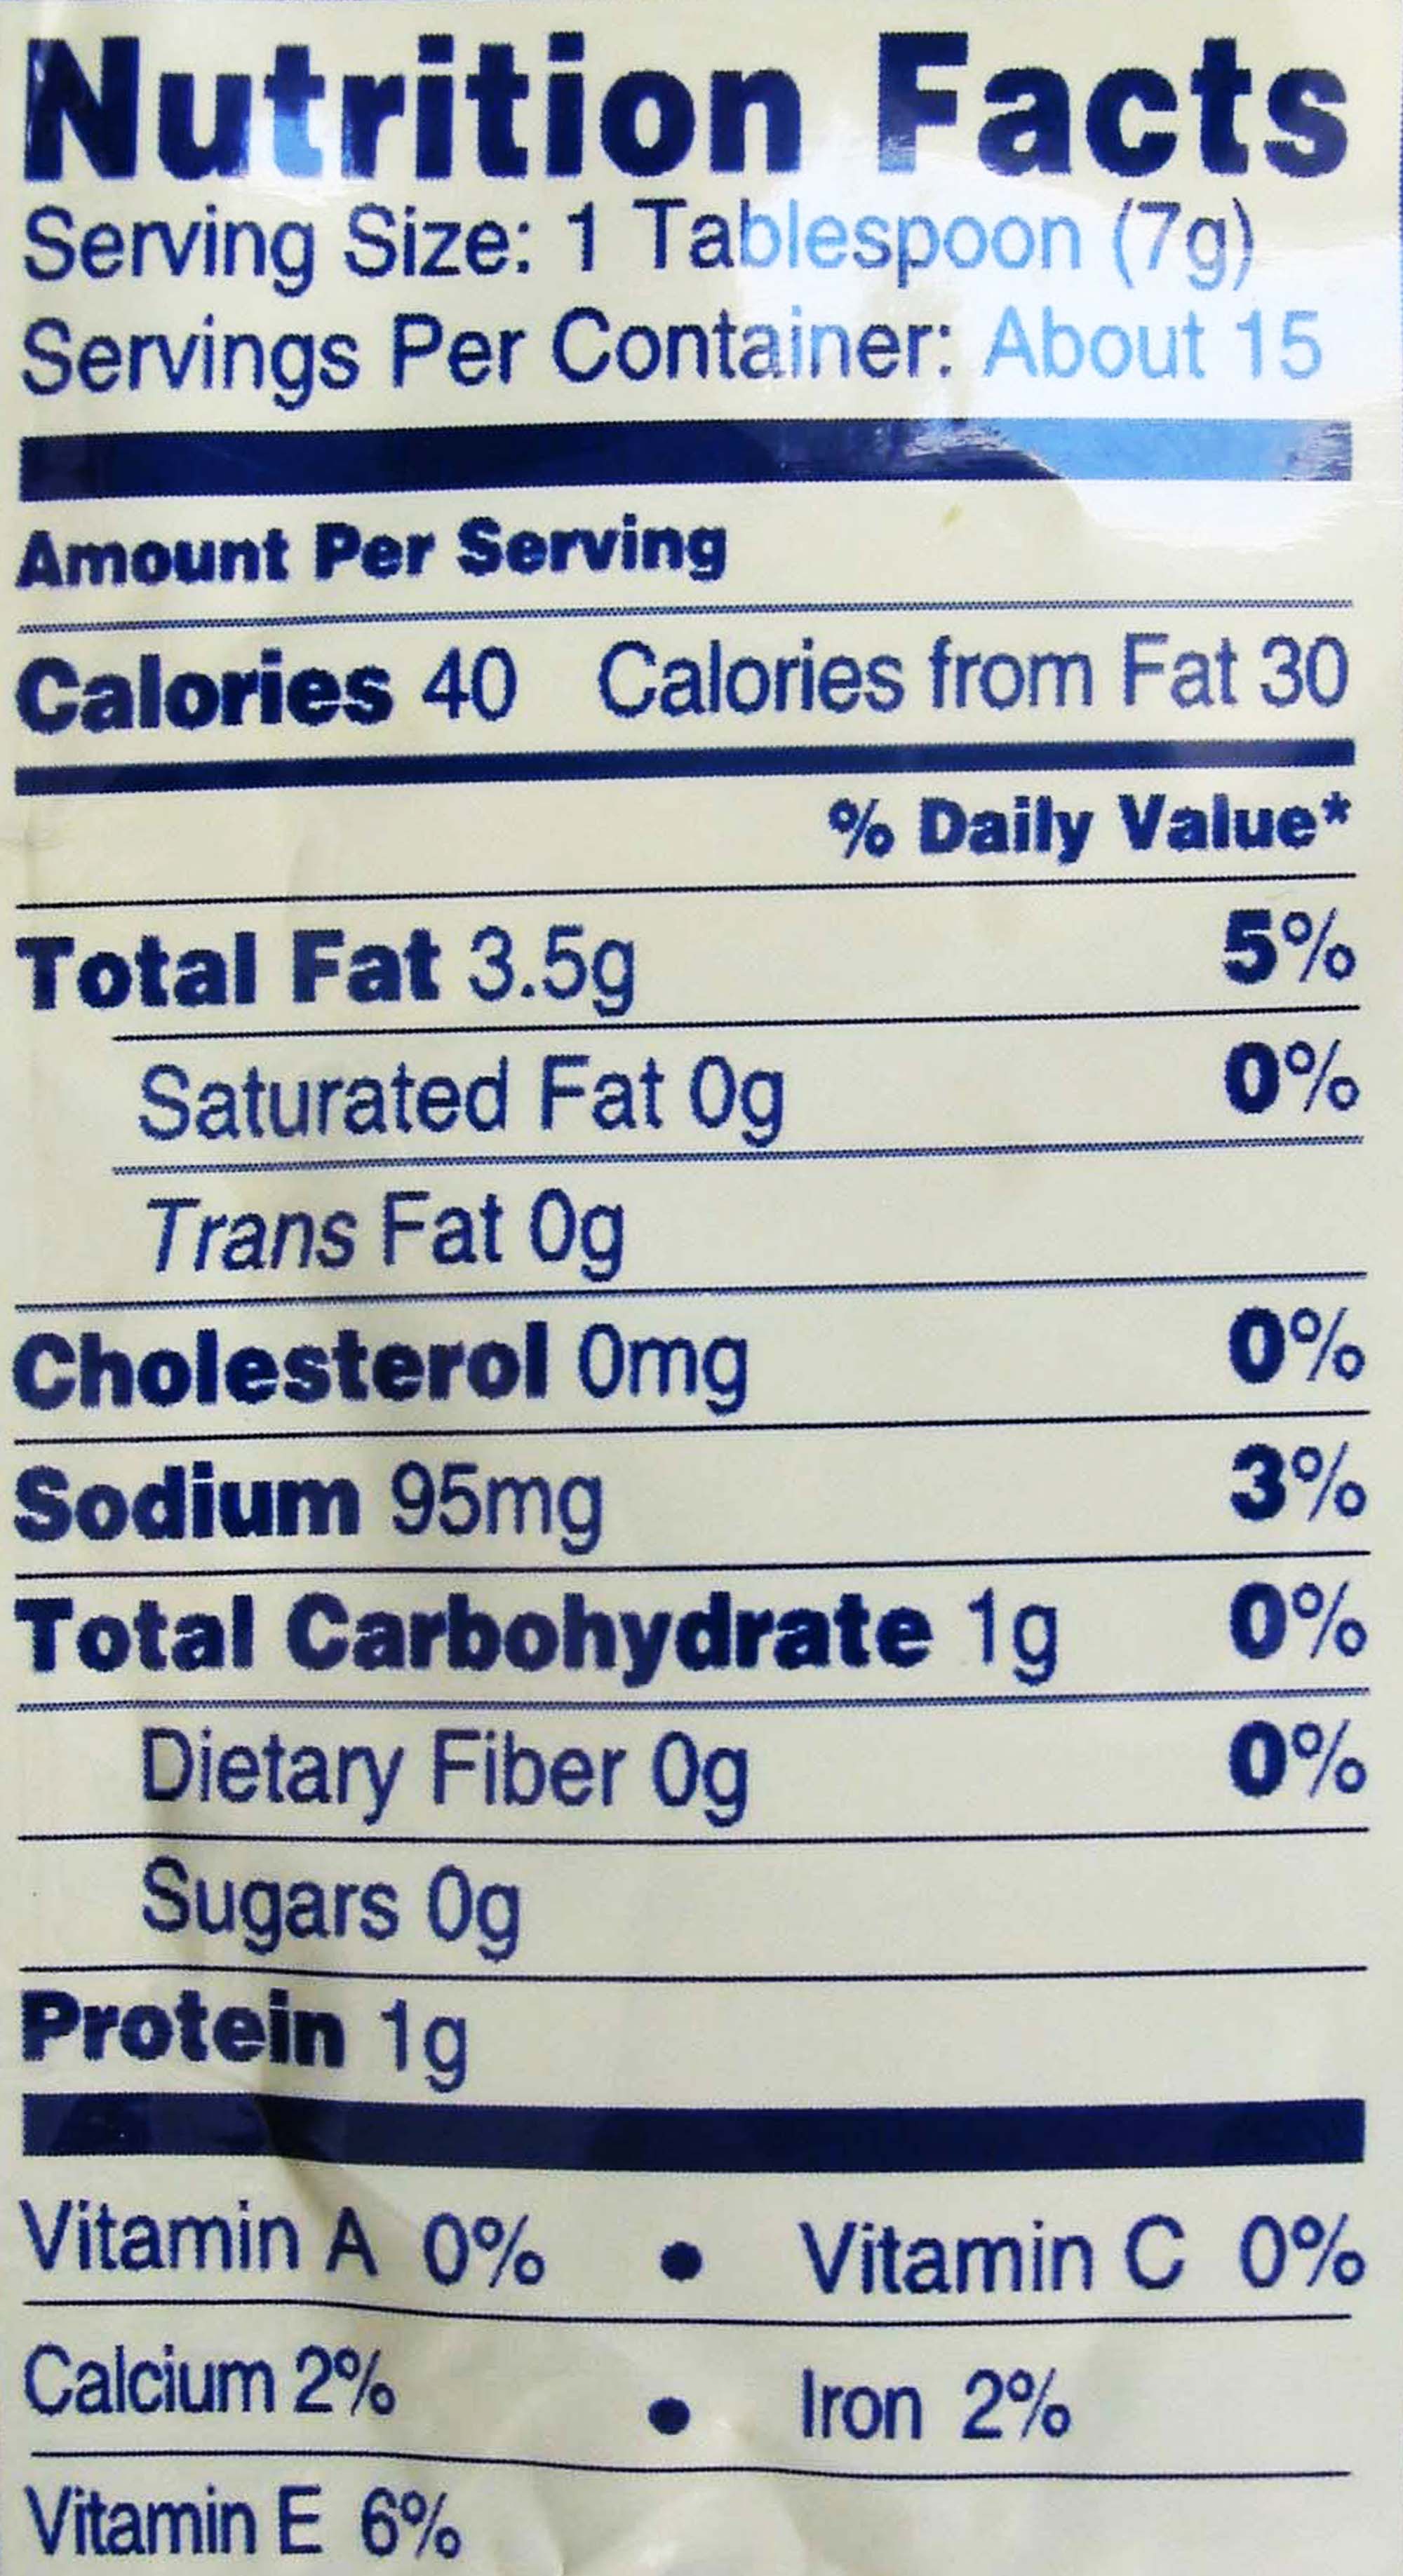 Nutrition Facts
Serving Size: 1 Tablespoon (7g)
Servings Per Container: About 15
Amount Per Serving
Calories 40 Calories from Fat 30
% Daily Value*
Total Fat 3.5g 5%
Saturated Fat 0g 0%
Trans Fat 0g
Cholesterol 0mg 0%
Sodium 95mg 3%
Total Carbohydrate 1g 0%
Dietary Fiber 0g 0%
Sugars 0g
Protein 1g
Vitamin A 0% • Vitamin C 0%
Calcium 2% • Iron 2%
Vitamin E 6%